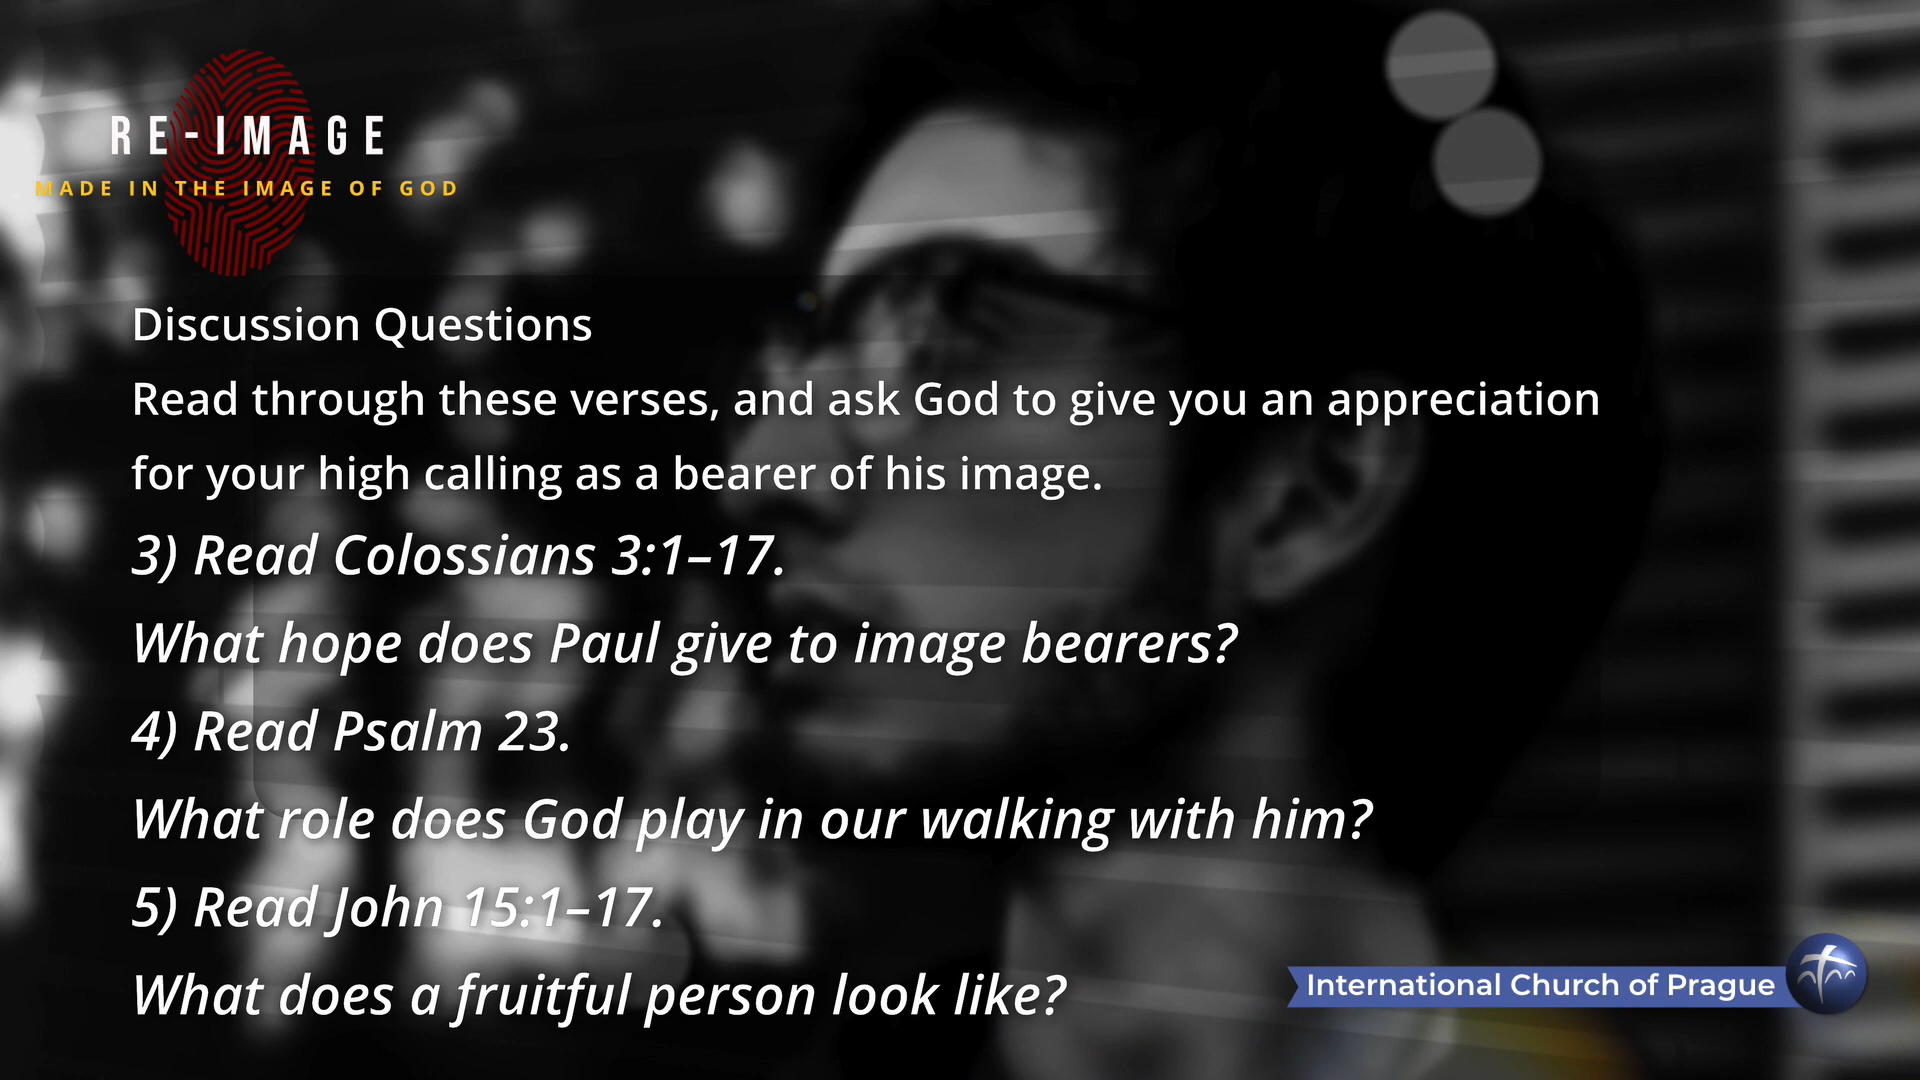 RE-IMAGE
MADE IN THE IMAGE OF GOD
Discussion Questions
Read through these verses, and ask God to give you an appreciation
for your high calling as a bearer of his image.
3) Read Colossians 3:1–17.
What hope does Paul give to image bearers?
4) Read Psalm 23.
What role does God play in our walking with him?
5) Read John 15:1–17.
What does a fruitful person look like?
International Church of Prague